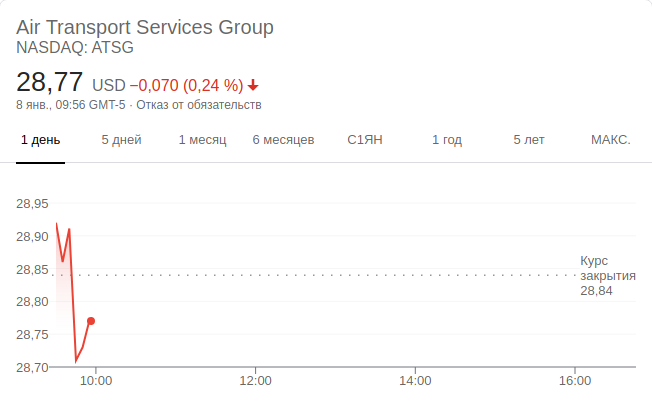 Air Transport Services Group
NASDAQ: ATSG
28,77 USD −0,070 (0,24 %)
8 янв., 09:56 GMT-5 · Отказ от обязательств
1 день 5 дней 1 месяц 6 месяцев С1ЯН 1 год 5 лет МАКС.
28,95
28,90
28,85
28,80
28,75
28,70
Курс
закрытия
28,84
10:00 12:00 14:00 16:00